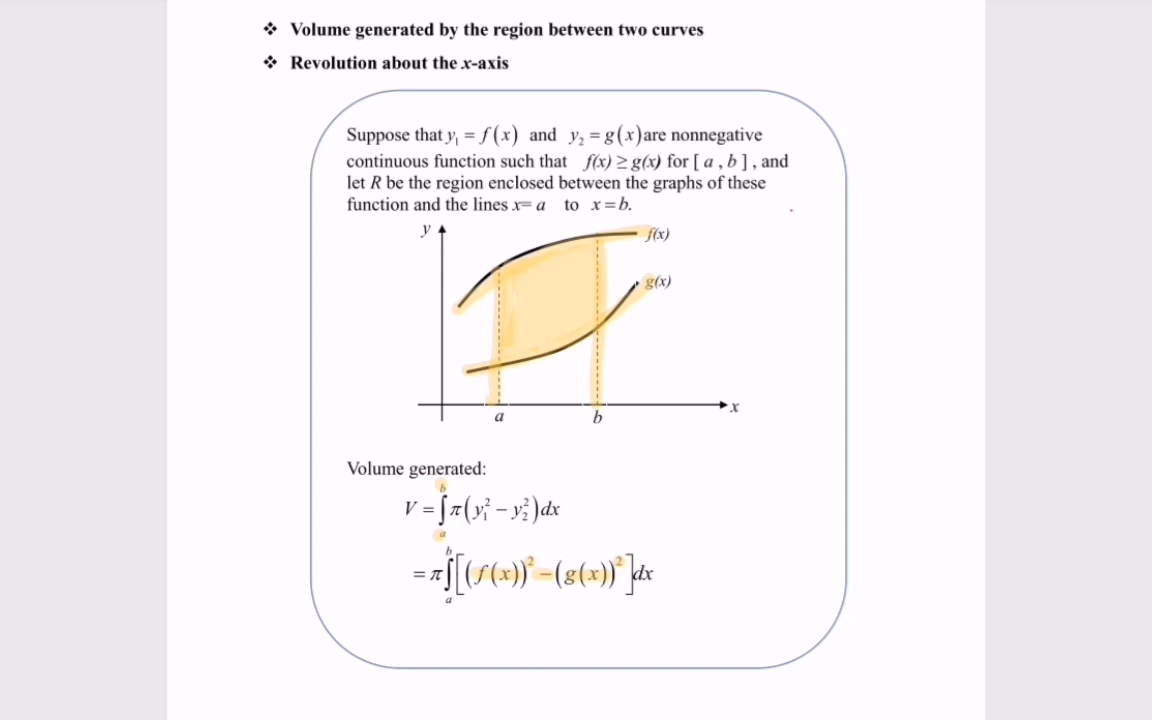 ❖ Volume generated by the region between two curves
❖ Revolution about the x-axis
Suppose that y₁ = f(x) and y₂ = g(x)are nonnegative
continuous function such that f(x) ≥ g(x) for [ a , b ] , and
let R be the region enclosed between the graphs of these
function and the lines x= a to x=b.
y
f(x)
g(x)
x
a b
Volume generated:
V = ∫ₐᵇ π(y₁² − y₂²)dx
= π∫ₐᵇ[(f(x))² −(g(x))²]dx